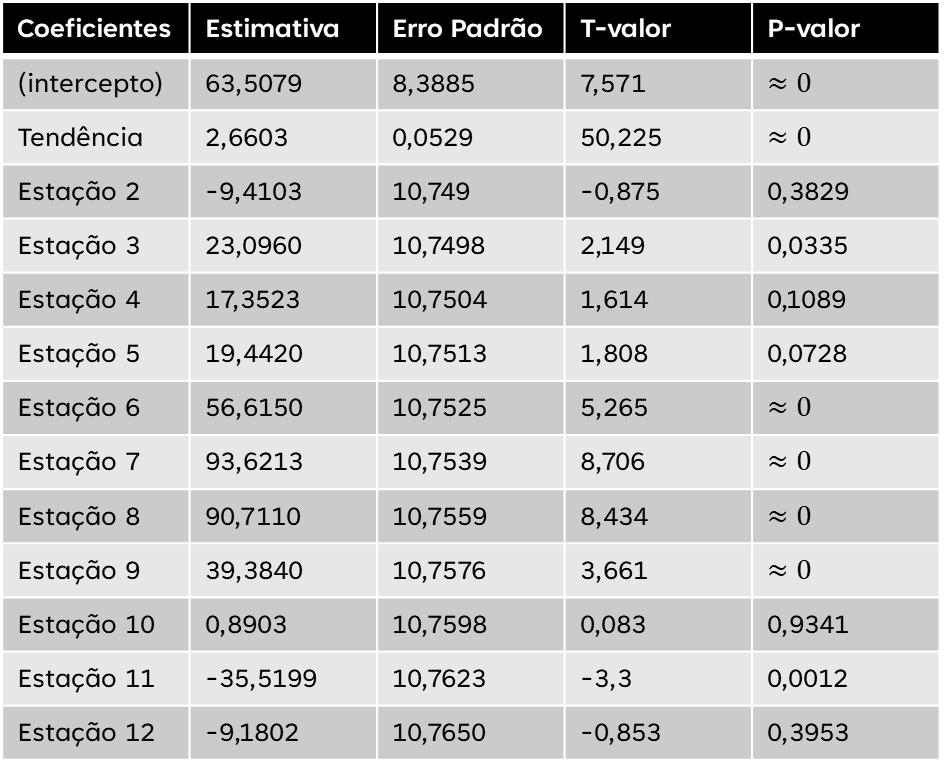 Coeficientes Estimativa Erro Padrão T-valor P-valor
(intercepto) 63,5079 8,3885 7,571 ≈ 0
Tendência 2,6603 0,0529 50,225 ≈ 0
Estação 2 -9,4103 10,749 -0,875 0,3829
Estação 3 23,0960 10,7498 2,149 0,0335
Estação 4 17,3523 10,7504 1,614 0,1089
Estação 5 19,4420 10,7513 1,808 0,0728
Estação 6 56,6150 10,7525 5,265 ≈ 0
Estação 7 93,6213 10,7539 8,706 ≈ 0
Estação 8 90,7110 10,7559 8,434 ≈ 0
Estação 9 39,3840 10,7576 3,661 ≈ 0
Estação 10 0,8903 10,7598 0,083 0,9341
Estação 11 -35,5199 10,7623 -3,3 0,0012
Estação 12 -9,1802 10,7650 -0,853 0,3953